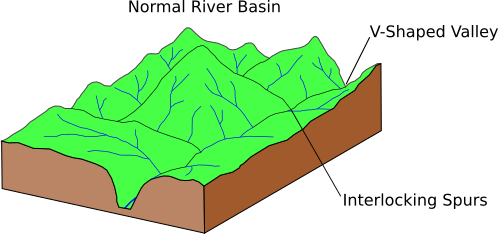 Normal River Basin
V-Shaped Valley
Interlocking Spurs